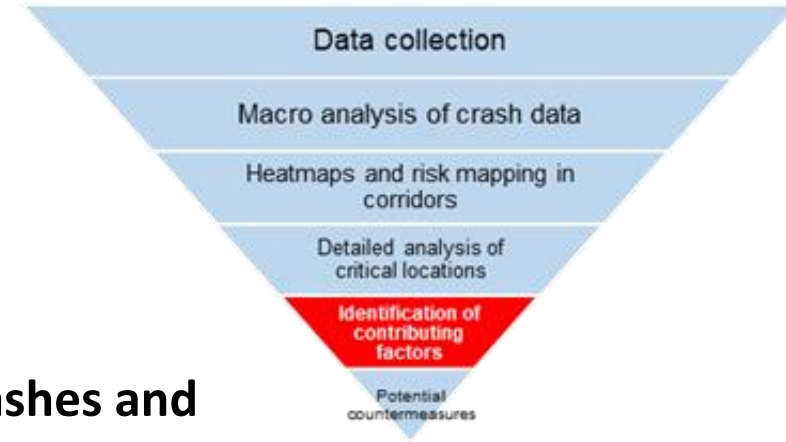 Data collection
Macro analysis of crash data
Heatmaps and risk mapping in
corridors
Detailed analysis of
critical locations
Identification of
contributing
factors
Potential
countermeasures
shes and